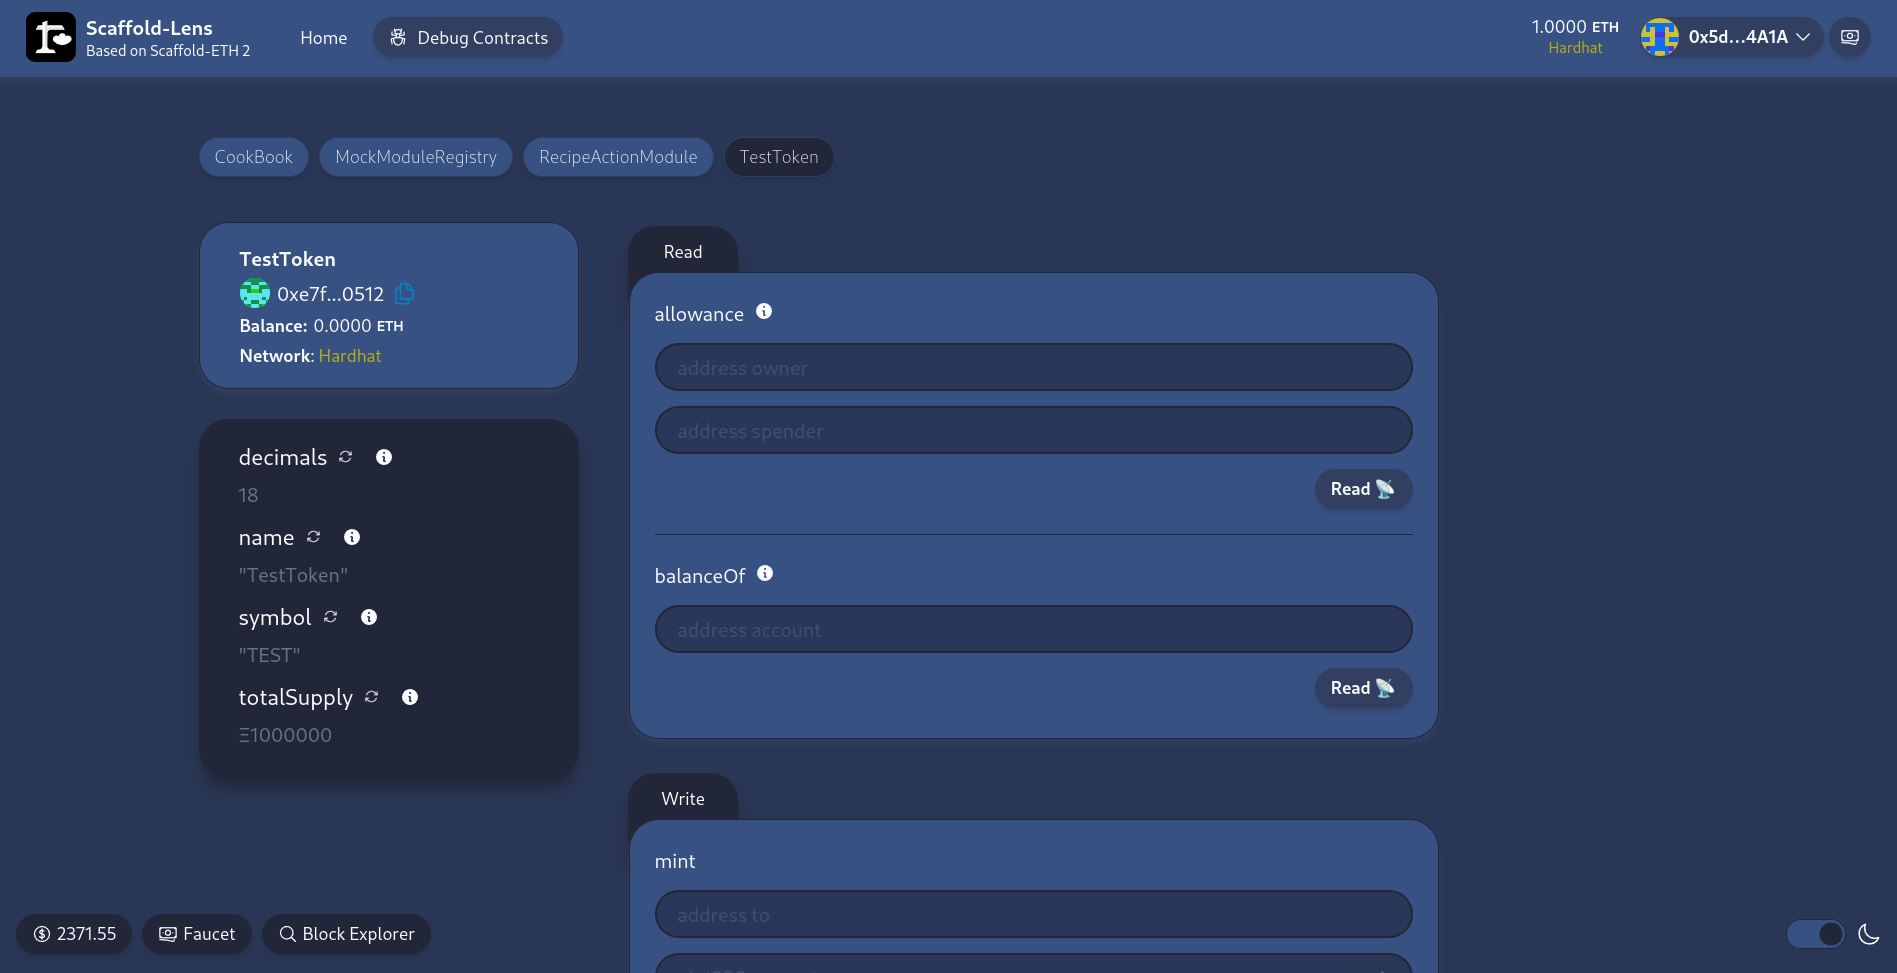 Scaffold-Lens
Based on Scaffold-ETH 2
Home
Debug Contracts
1.0000 ETH
Hardhat
0x5d...4A1A
CookBook
MockModuleRegistry
RecipeActionModule
TestToken
TestToken
0xe7f...0512
Balance: 0.0000 ETH
Network: Hardhat
decimals
18
name
"TestToken"
symbol
"TEST"
totalSupply
Ξ1000000
Read
allowance
address owner
address spender
Read
balanceOf
address account
Read
Write
mint
address to
2371.55
Faucet
Block Explorer